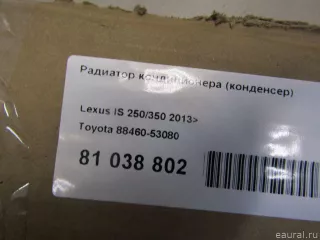 Радиатор кондиционера (конденсер)
Lexus IS 250/350 2013>
Toyota 88460-53080
81 038 802
eaural.ru